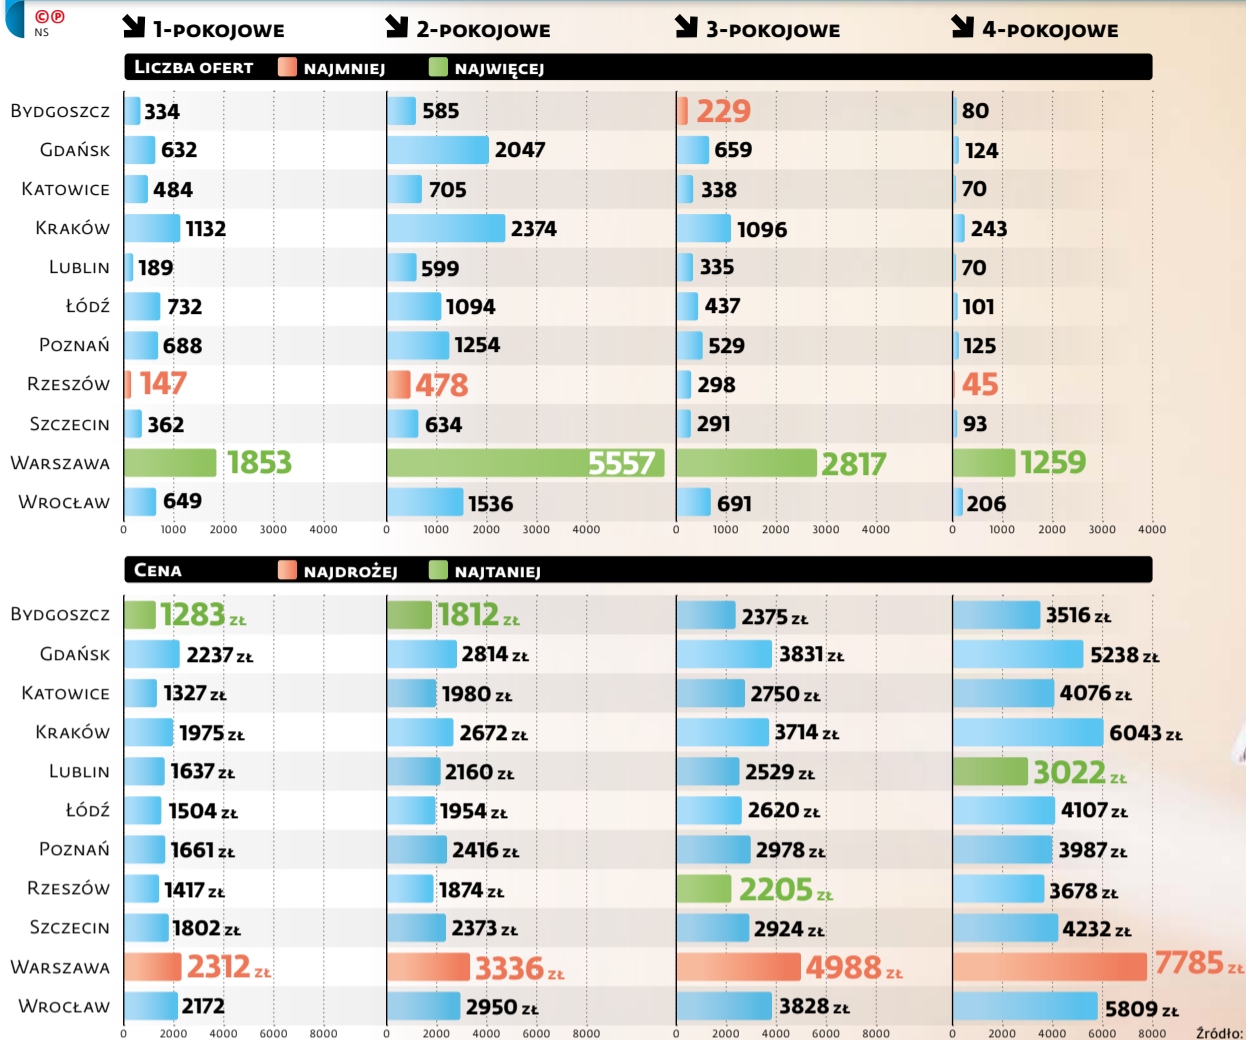 ©℗
NS
1-POKOJOWE 2-POKOJOWE 3-POKOJOWE 4-POKOJOWE
LICZBA OFERT NAJMNIEJ NAJWIĘCEJ
BYDGOSZCZ 334 585 229 80
GDAŃSK 632 2047 659 124
KATOWICE 484 705 338 70
KRAKÓW 1132 2374 1096 243
LUBLIN 189 599 335 70
ŁÓDŹ 732 1094 437 101
POZNAŃ 688 1254 529 125
RZESZÓW 147 478 298 45
SZCZECIN 362 634 291 93
WARSZAWA 1853 5557 2817 1259
WROCŁAW 649 1536 691 206
0 1000 2000 3000 4000 0 1000 2000 3000 4000 0 1000 2000 3000 4000 0 1000 2000 3000 4000
CENA NAJDROŻEJ NAJTANIEJ
BYDGOSZCZ 1283 ZŁ 1812 ZŁ 2375 ZŁ 3516 ZŁ
GDAŃSK 2237 ZŁ 2814 ZŁ 3831 ZŁ 5238 ZŁ
KATOWICE 1327 ZŁ 1980 ZŁ 2750 ZŁ 4076 ZŁ
KRAKÓW 1975 ZŁ 2672 ZŁ 3714 ZŁ 6043 ZŁ
LUBLIN 1637 ZŁ 2160 ZŁ 2529 ZŁ 3022 ZŁ
ŁÓDŹ 1504 ZŁ 1954 ZŁ 2620 ZŁ 4107 ZŁ
POZNAŃ 1661 ZŁ 2416 ZŁ 2978 ZŁ 3987 ZŁ
RZESZÓW 1417 ZŁ 1874 ZŁ 2205 ZŁ 3678 ZŁ
SZCZECIN 1802 ZŁ 2373 ZŁ 2924 ZŁ 4232 ZŁ
WARSZAWA 2312 ZŁ 3336 ZŁ 4988 ZŁ 7785 ZŁ
WROCŁAW 2172 2950 ZŁ 3828 ZŁ 5809 ZŁ
0 2000 4000 6000 8000 0 2000 4000 6000 8000 0 2000 4000 6000 8000 0 2000 4000 6000 8000 Źródło: